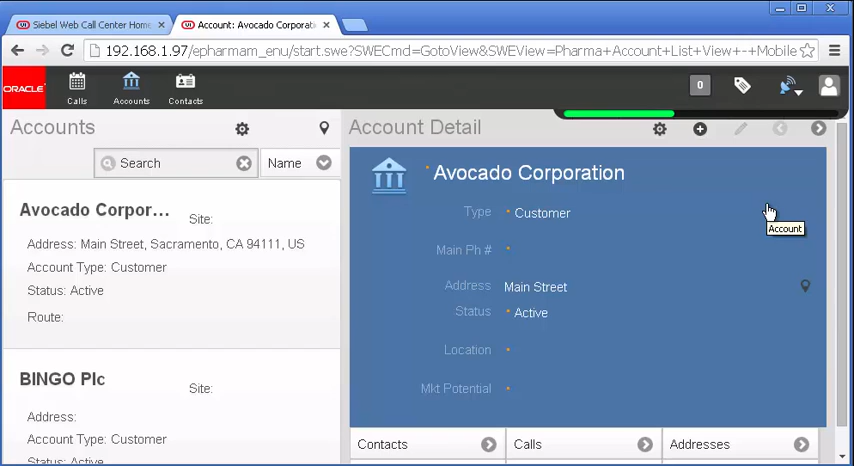 Siebel Web Call Center Home
Account: Avocado Corporati
192.168.1.97/epharmam_enu/start.swe?SWECmd=GotoView&SWEView=Pharma+Account+List+View+-+Mobile
ORACLE
Calls
Accounts
Contacts
0
Accounts
Search
Name
Avocado Corpor...
Site:
Address: Main Street, Sacramento, CA 94111, US
Account Type: Customer
Status: Active
Route:
BINGO Plc
Site:
Address:
Account Type: Customer
Status: Active
Account Detail
Avocado Corporation
Type Customer
Account
Main Ph #
Address Main Street
Status Active
Location
Mkt Potential
Contacts
Calls
Addresses